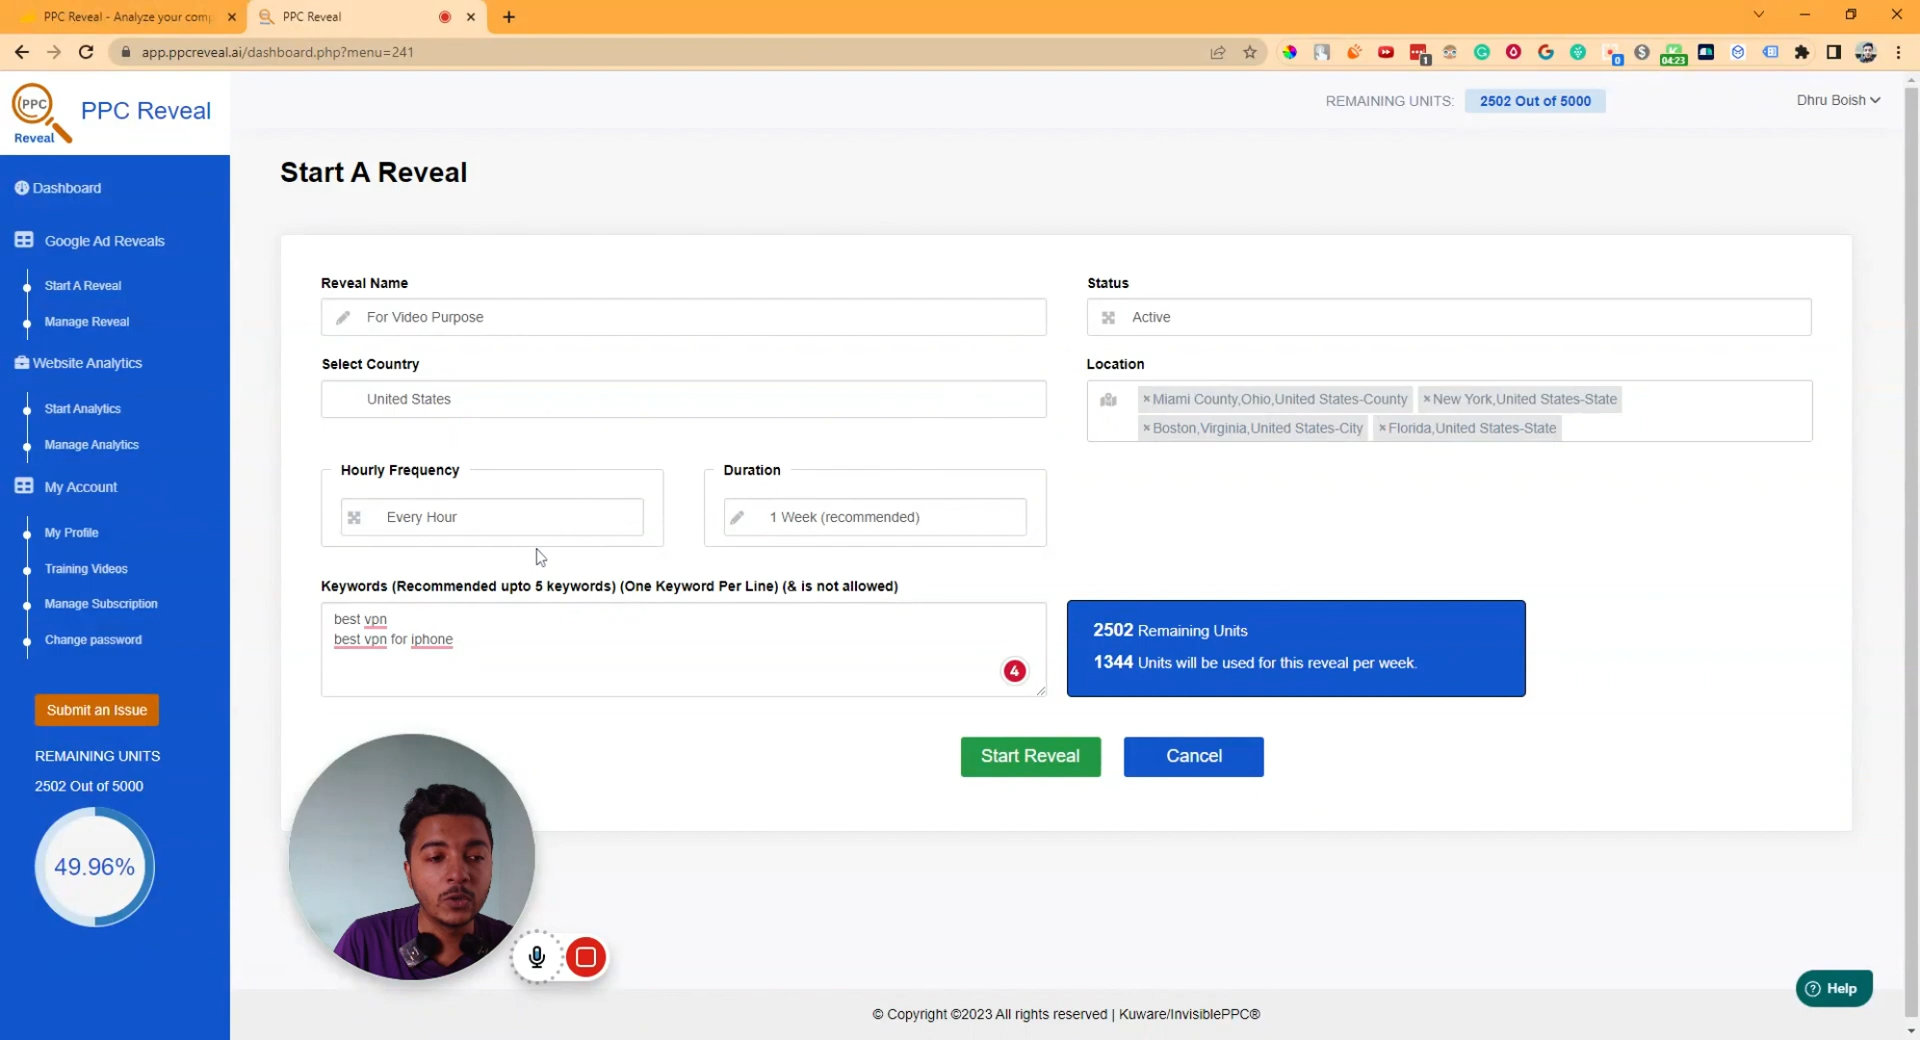 PPC Reveal - Analyze your comp
PPC Reveal
app.ppcreveal.ai/dashboard.php?menu=241
1
0
04:23
PPC
Reveal
PPC Reveal
REMAINING UNITS:
2502 Out of 5000
Dhru Boish
Dashboard
Google Ad Reveals
Start A Reveal
Manage Reveal
Website Analytics
Start Analytics
Manage Analytics
My Account
My Profile
Training Videos
Manage Subscription
Change password
Submit an Issue
REMAINING UNITS
2502 Out of 5000
49.96%
Start A Reveal
Reveal Name
For Video Purpose
Status
Active
Select Country
United States
Location
×Miami County,Ohio,United States-County
×New York,United States-State
×Boston,Virginia,United States-City
×Florida,United States-State
Hourly Frequency
Every Hour
Duration
1 Week (recommended)
Keywords (Recommended upto 5 keywords) (One Keyword Per Line) (& is not allowed)
best vpn
best vpn for iphone
4
2502 Remaining Units
1344 Units will be used for this reveal per week.
Start Reveal
Cancel
Help
© Copyright ©2023 All rights reserved | Kuware/InvisiblePPC®